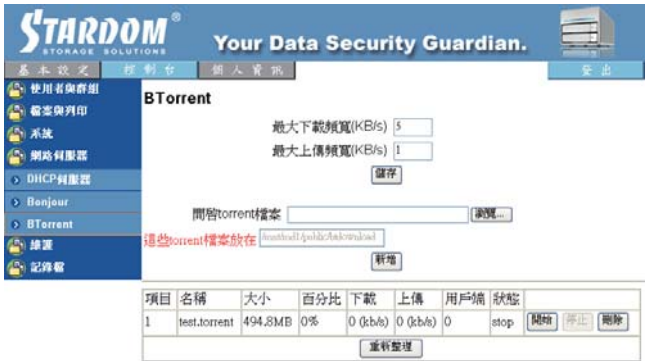 STARDOM®
STORAGE SOLUTIONS
Your Data Security Guardian.
基本設定 控制台 個人資訊 登出
使用者與群組
檔案與列印
系統
網路伺服器
DHCP伺服器
Bonjour
BTorrent
維護
記錄檔
BTorrent
最大下載頻寬(KB/s) 5
最大上傳頻寬(KB/s) 1
儲存
開啟torrent檔案 瀏覽...
這些torrent檔案放在
新增
項目 名稱 大小 百分比 下載 上傳 用戶端 狀態
1 test.torrent 494.8MB 0% 0 (kb/s) 0 (kb/s) 0 stop 開始 停止 刪除
重新整理